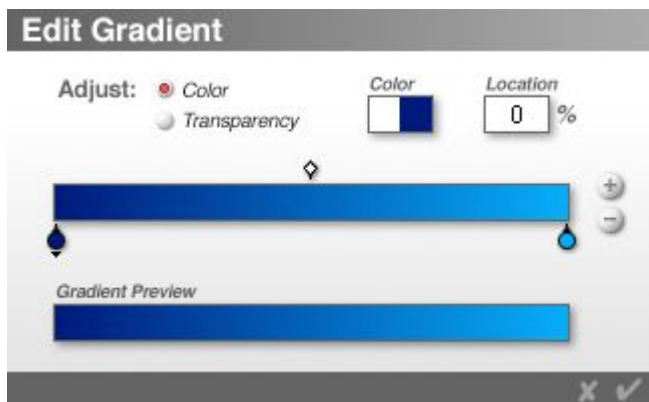 Edit Gradient
Adjust:
Color
Transparency
Color
Location
0 %
Gradient Preview